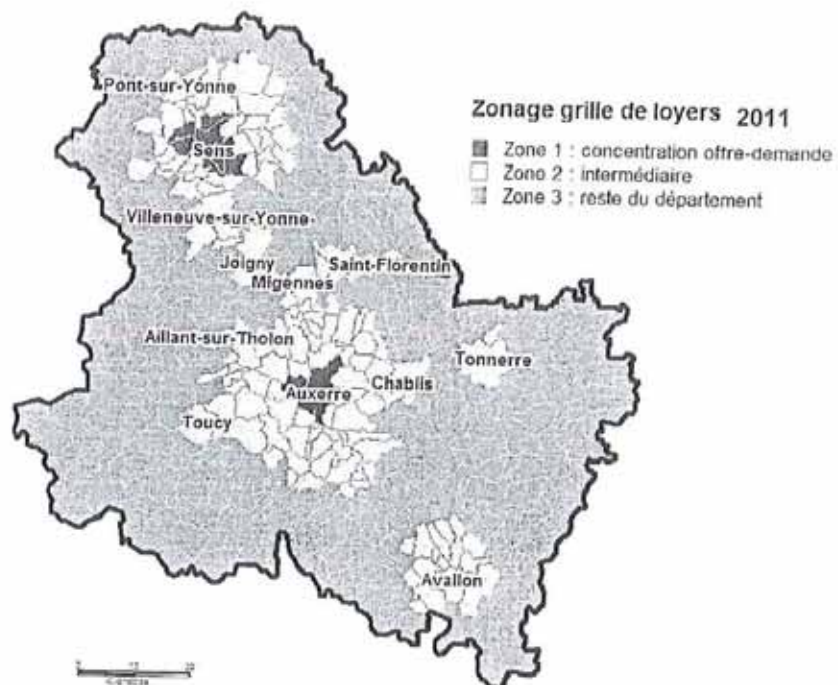 Pont-sur-Yonne
Zonage grille de loyers 2011
Zone 1 : concentration offre-demande
Sens
Zone 2 : intermédiaire
Zone 3 : reste du département
Villeneuve-sur-Yonne
Joigny
Saint-Florentin
Migennes
Aillant-sur-Tholon
Tonnerre
Chablis
Auxerre
Toucy
Avallon